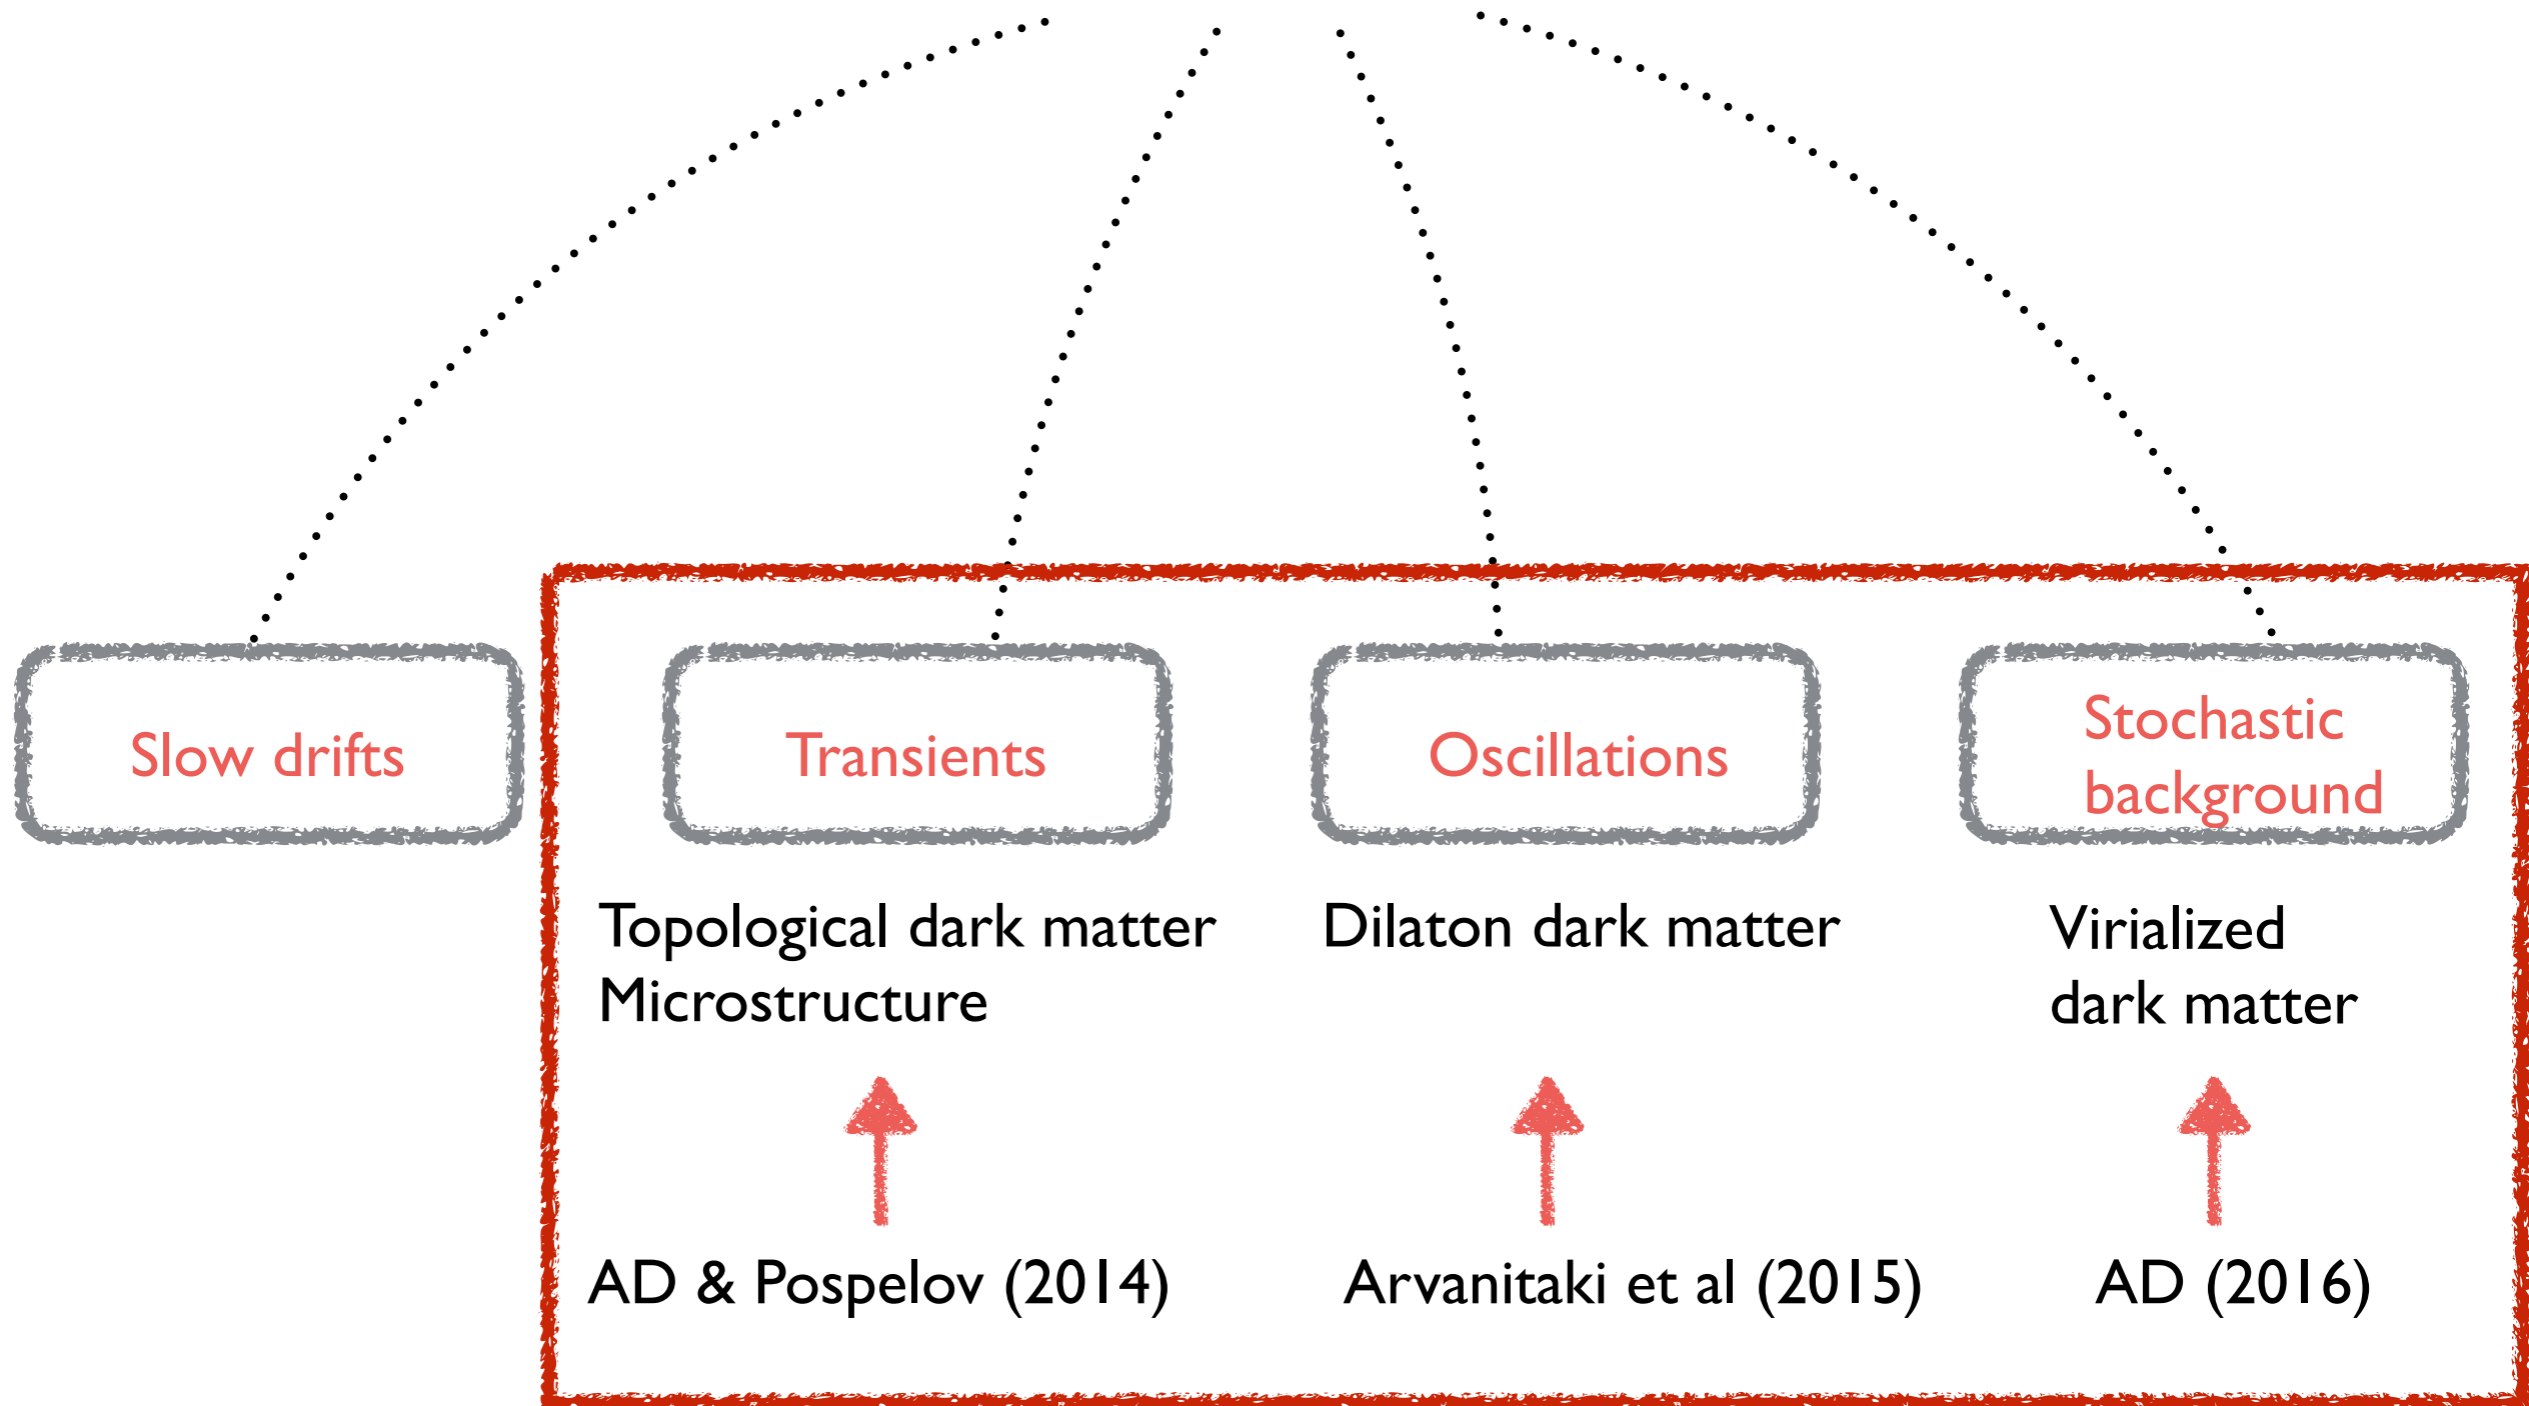 Slow drifts
Transients
Oscillations
Stochastic
background
Topological dark matter
Microstructure
Dilaton dark matter
Virialized
dark matter
AD & Pospelov (2014)
Arvanitaki et al (2015)
AD (2016)